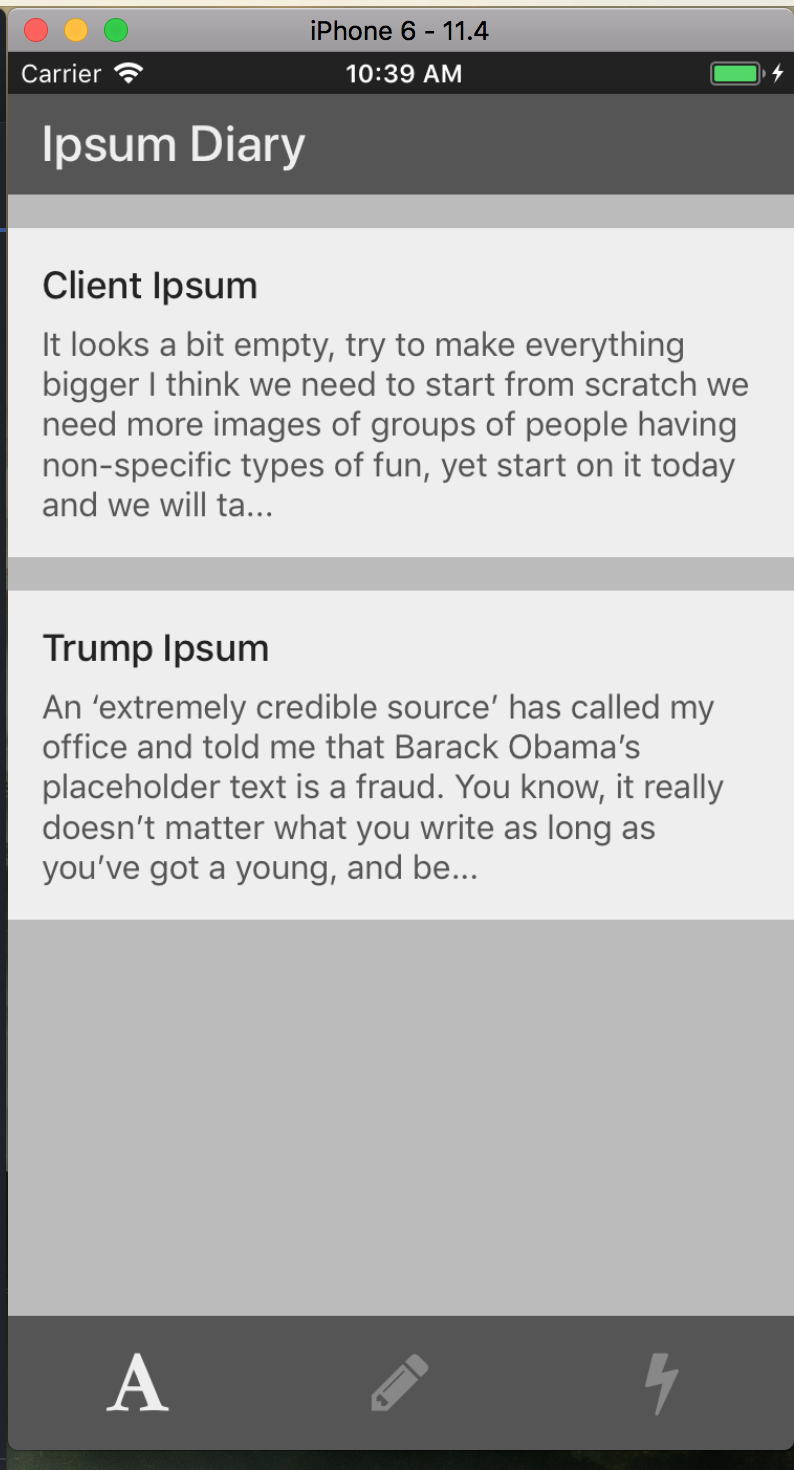 iPhone 6 - 11.4
Carrier 10:39 AM
Ipsum Diary
Client Ipsum
It looks a bit empty, try to make everything
bigger I think we need to start from scratch we
need more images of groups of people having
non-specific types of fun, yet start on it today
and we will ta...
Trump Ipsum
An ‘extremely credible source’ has called my
office and told me that Barack Obama’s
placeholder text is a fraud. You know, it really
doesn’t matter what you write as long as
you’ve got a young, and be...
A